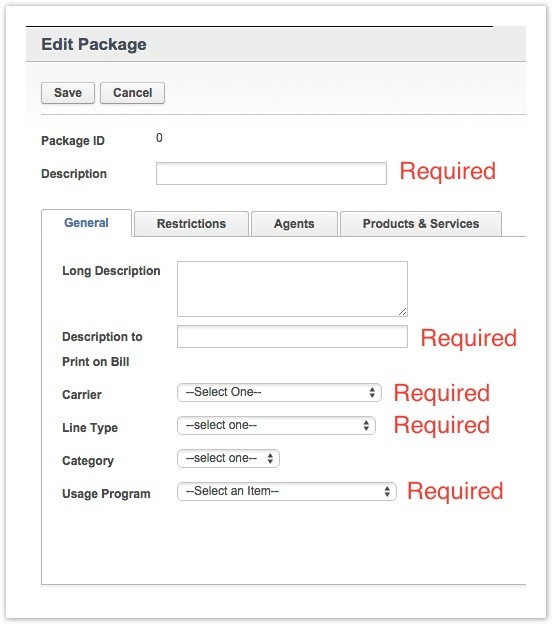 Edit Package
Save Cancel
Package ID 0
Description Required
General Restrictions Agents Products & Services
Long Description
Description to Required
Print on Bill
Carrier --Select One-- Required
Line Type --select one-- Required
Category --select one--
Usage Program --Select an Item-- Required